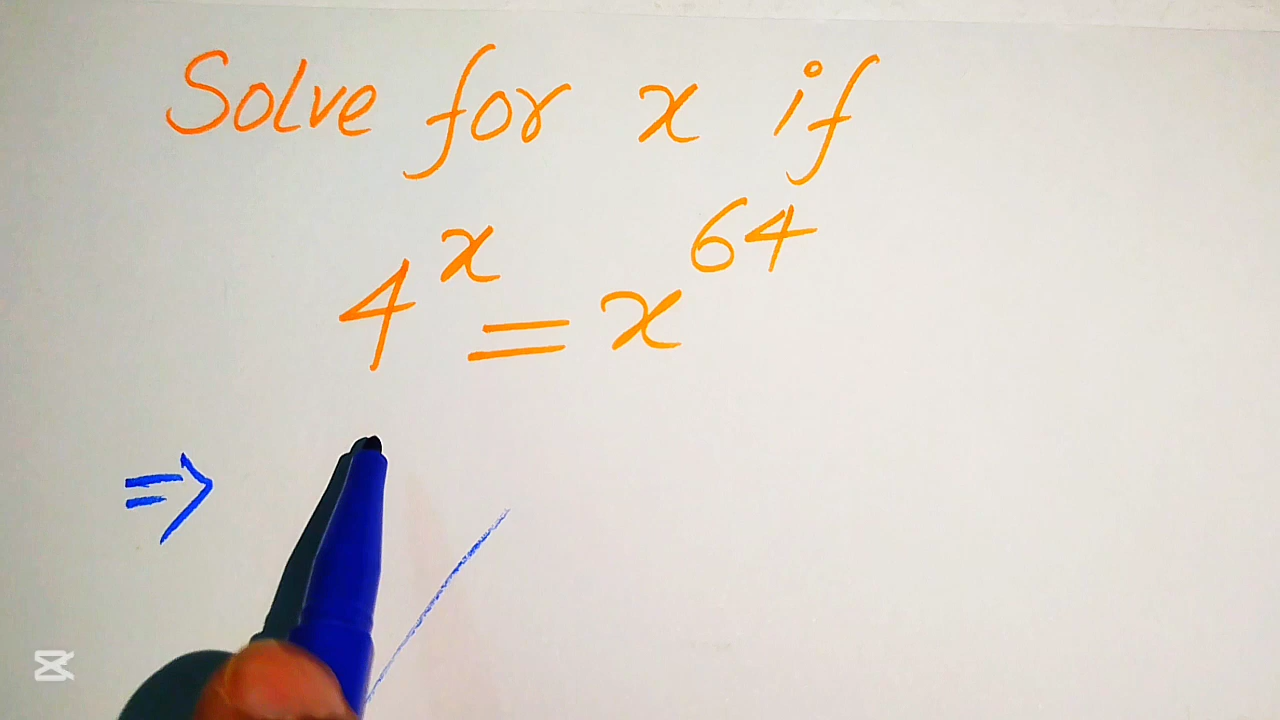 Solve for x if
4^x = x^64
⇒